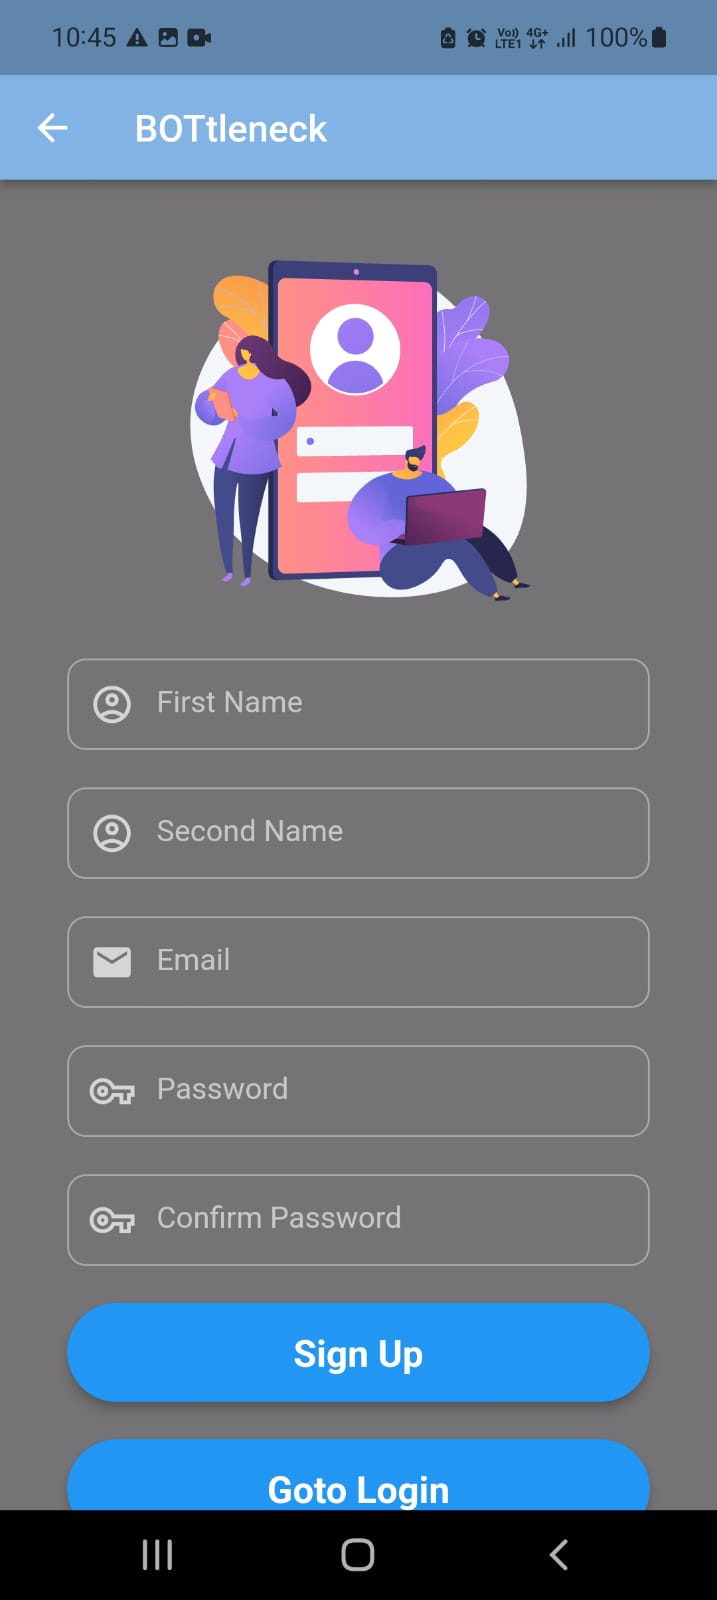 10:45 Vo)) LTE1 4G+ 100%
BOTtleneck
First Name
Second Name
Email
Password
Confirm Password
Sign Up
Goto Login